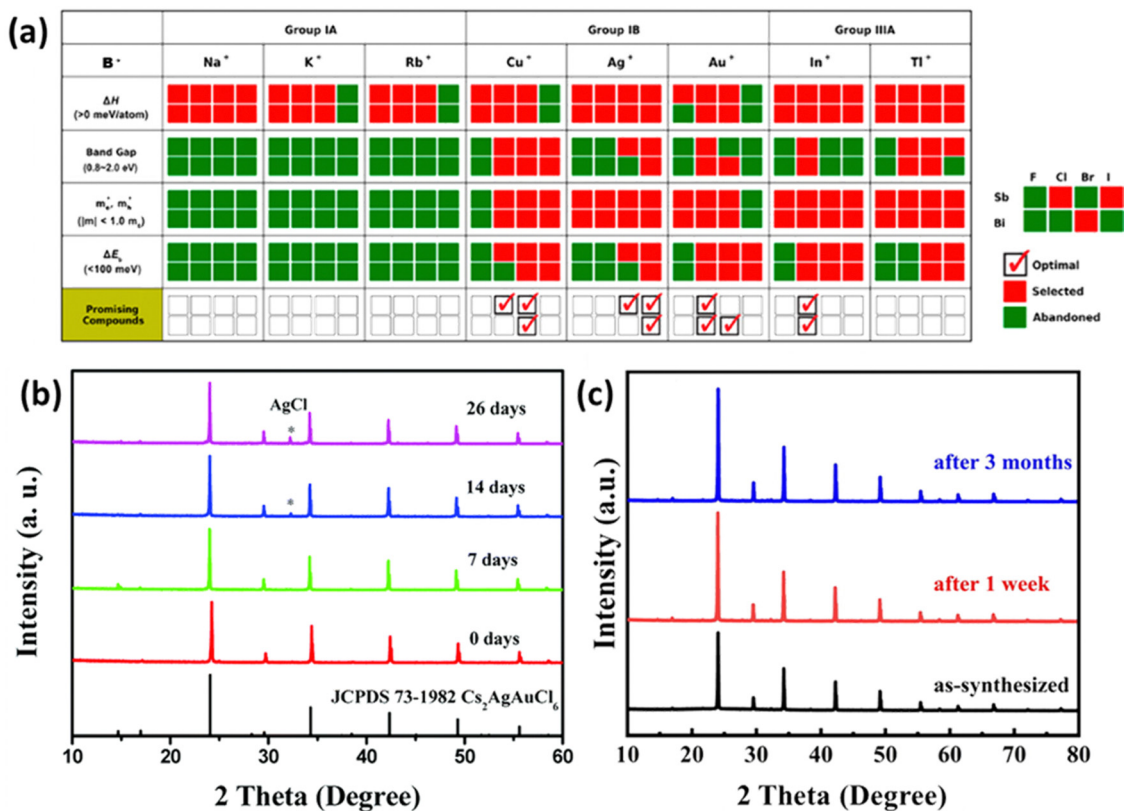 (a)
Group IA Group IB Group IIIA
B⁺ Na⁺ K⁺ Rb⁺ Cu⁺ Ag⁺ Au⁺ In⁺ Tl⁺
ΔH
(>0 meV/atom)
Band Gap
(0.8~2.0 eV)
mₑ*, mₕ*
(|m| < 1.0 mₑ)
ΔE_b
(<100 meV)
Promising
Compounds
F Cl Br I
Sb
Bi
Optimal
Selected
Abandoned
(b)
AgCl
26 days
*
14 days
*
7 days
0 days
JCPDS 73-1982 Cs₂AgAuCl₆
10 20 30 40 50 60
2 Theta (Degree)
Intensity (a. u.)
(c)
after 3 months
after 1 week
as-synthesized
10 20 30 40 50 60 70 80
2 Theta (Degree)
Intensity (a.u.)